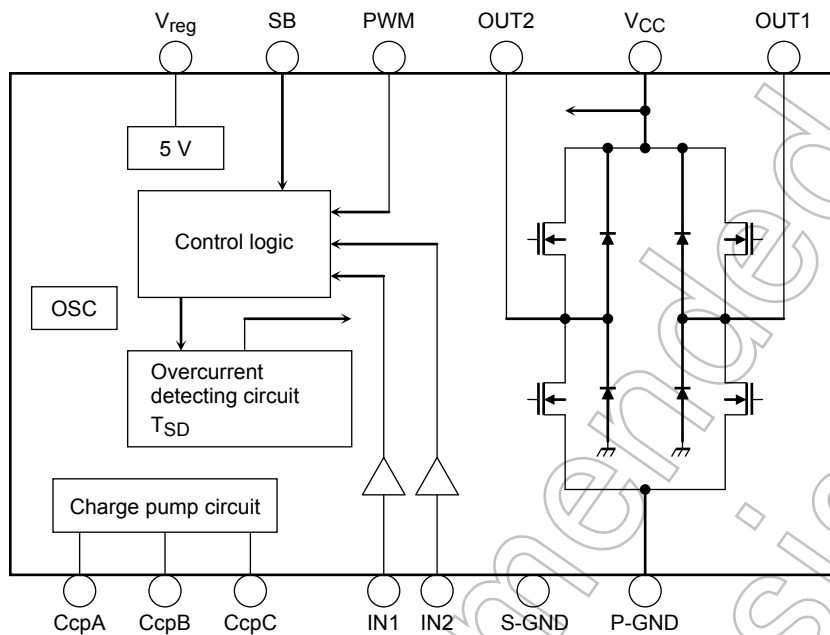 Vreg SB PWM OUT2 VCC OUT1
5 V
Control logic
OSC
Overcurrent
detecting circuit
TSD
Charge pump circuit
CcpA CcpB CcpC IN1 IN2 S-GND P-GND